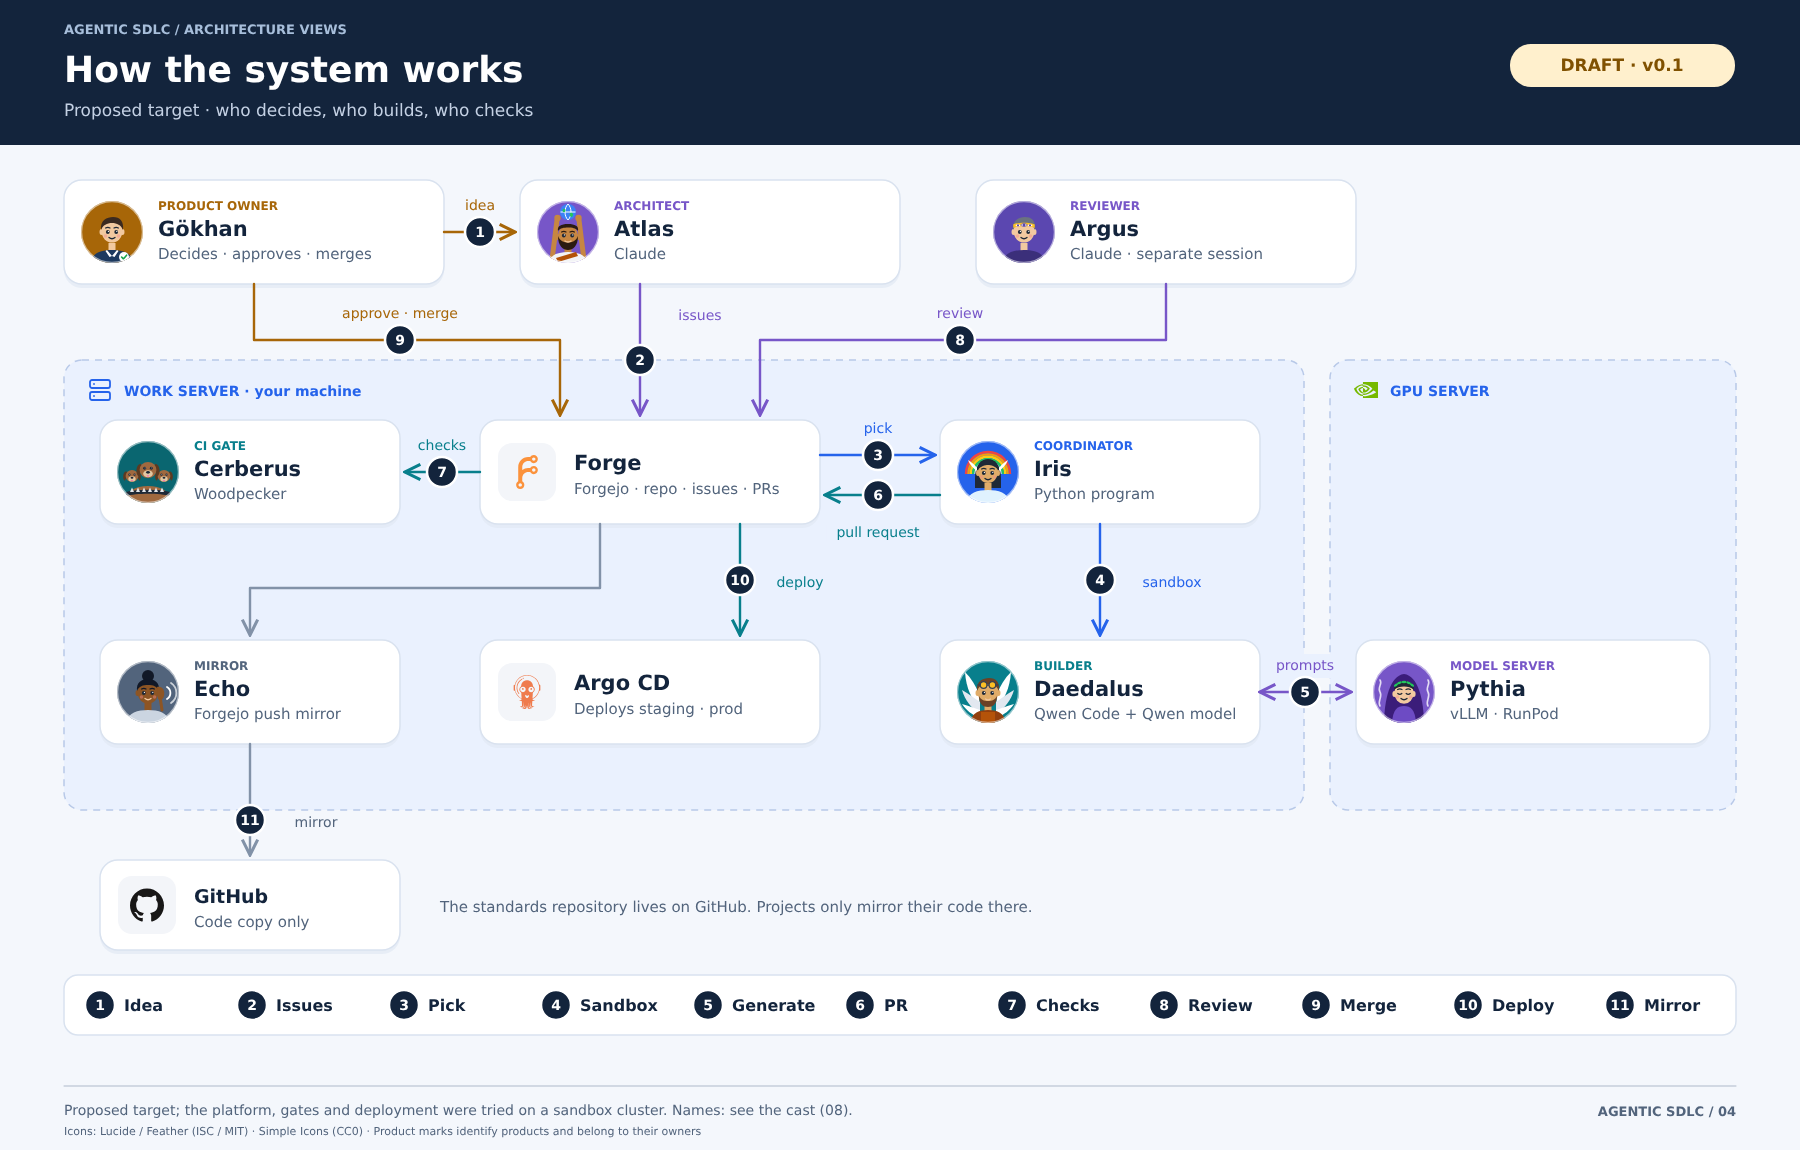 AGENTIC SDLC / ARCHITECTURE VIEWS
How the system works
Proposed target · who decides, who builds, who checks
DRAFT · v0.1
PRODUCT OWNER
Gökhan
Decides · approves · merges
idea
1
ARCHITECT
Atlas
Claude
REVIEWER
Argus
Claude · separate session
approve · merge
9
issues
2
review
8
WORK SERVER · your machine
GPU SERVER
CI GATE
Cerberus
Woodpecker
checks
7
Forge
Forgejo · repo · issues · PRs
pick
3
6
pull request
COORDINATOR
Iris
Python program
10
deploy
4
sandbox
MIRROR
Echo
Forgejo push mirror
Argo CD
Deploys staging · prod
BUILDER
Daedalus
Qwen Code + Qwen model
prompts
5
MODEL SERVER
Pythia
vLLM · RunPod
11
mirror
GitHub
Code copy only
The standards repository lives on GitHub. Projects only mirror their code there.
1 Idea
2 Issues
3 Pick
4 Sandbox
5 Generate
6 PR
7 Checks
8 Review
9 Merge
10 Deploy
11 Mirror
Proposed target; the platform, gates and deployment were tried on a sandbox cluster. Names: see the cast (08).
AGENTIC SDLC / 04
Icons: Lucide / Feather (ISC / MIT) · Simple Icons (CC0) · Product marks identify products and belong to their owners